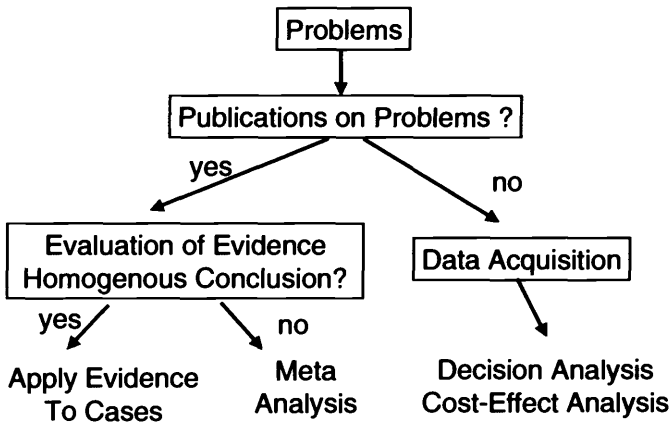 Problems
Publications on Problems ?
yes
no
Evaluation of Evidence
Homogenous Conclusion?
Data Acquisition
yes
no
Apply Evidence
To Cases
Meta
Analysis
Decision Analysis
Cost-Effect Analysis